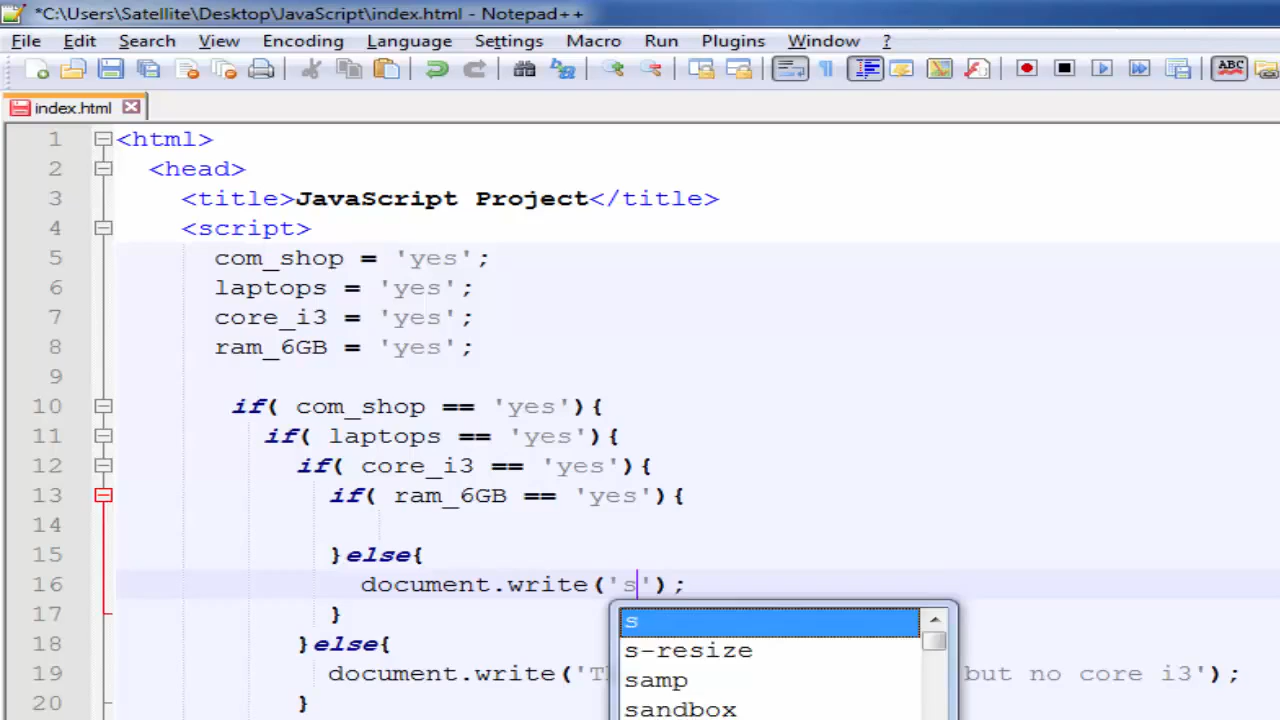 *C:\Users\Satellite\Desktop\JavaScript\index.html - Notepad++
File Edit Search View Encoding Language Settings Macro Run Plugins Window ?
ABC
index.html
1 <html>
2 <head>
3 <title>JavaScript Project</title>
4 <script>
5 com_shop = 'yes';
6 laptops = 'yes';
7 core_i3 = 'yes';
8 ram_6GB = 'yes';
9
10 if( com_shop == 'yes'){
11 if( laptops == 'yes'){
12 if( core_i3 == 'yes'){
13 if( ram_6GB == 'yes'){
14
15 }else{
16 document.write('s');
17 }
s
18 }else{
s-resize
19 document.write(' but no core i3');
samp
20 }
sandbox